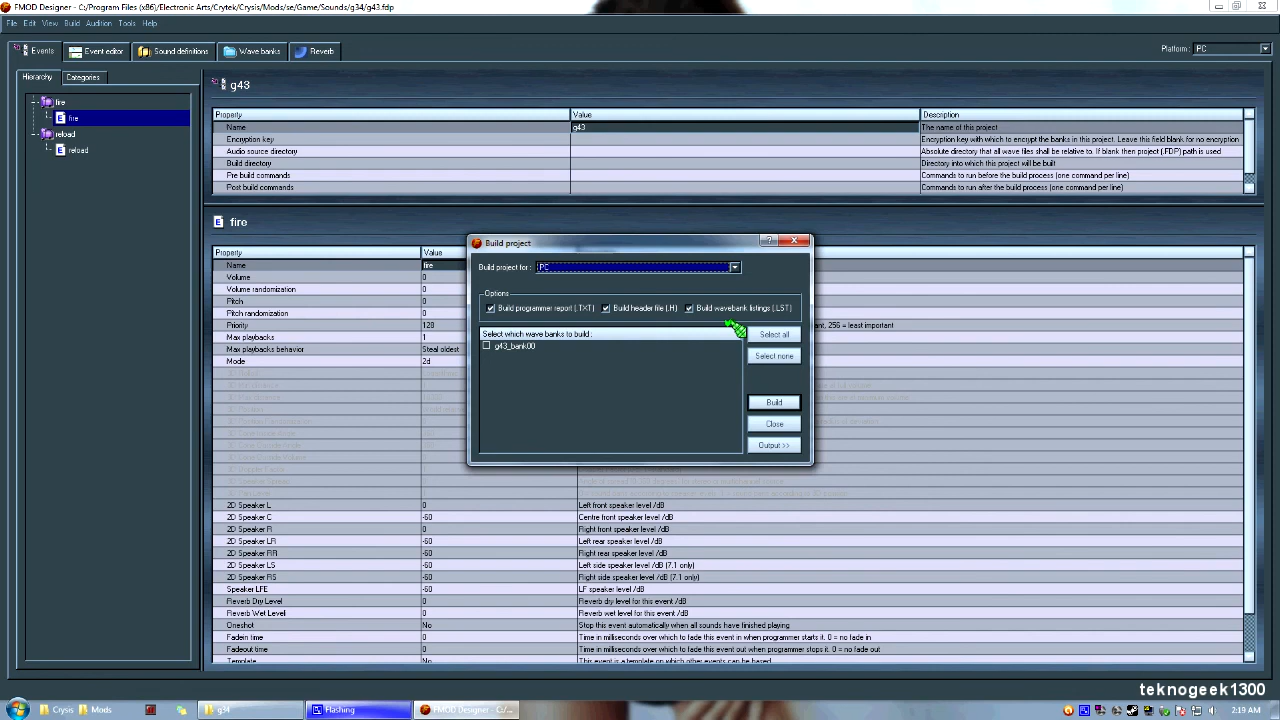 FMOD Designer - C:/Program Files (x86)/Electronic Arts/Crytek/Crysis/Mods/se/Game/Sounds/g34/g43.fdp
File Edit View Build Audition Tools Help
Events Event editor Sound definitions Wave banks Reverb Platform: PC
Hierarchy Categories
fire
fire
reload
reload
g43
Property Value Description
Name g43 The name of this project
Encryption key Encryption key with which to encrypt the banks in this project. Leave this field blank for no encryption
Audio source directory Absolute directory that all wave files shall be relative to. If blank then project (.FDP) path is used
Build directory Directory into which this project will be built
Pre build commands Commands to run before the build process (one command per line)
Post build commands Commands to run after the build process (one command per line)
fire
Property Value
Name fire
Volume 0
Volume randomization 0
Pitch 0
Pitch randomization 0
Priority 128 nt, 256 = least important
Max playbacks 1
Max playbacks behavior Steal oldest
Mode 2d
Build project
Build project for: PC
Options
Build programmer report (.TXT) Build header file (.H) Build wavebank listings (.LST)
Select which wave banks to build: Select all
g43_bank00
Select none
Build
Close
Output >>
2D Speaker L 0 Left front speaker level /dB
2D Speaker C -60 Centre front speaker level /dB
2D Speaker R 0 Right front speaker level /dB
2D Speaker LR -60 Left rear speaker level /dB
2D Speaker RR -60 Right rear speaker level /dB
2D Speaker LS -60 Left side speaker level /dB (7.1 only)
2D Speaker RS -60 Right side speaker level /dB (7.1 only)
Speaker LFE -60 LF speaker level /dB
Reverb Dry Level 0 Reverb dry level for this event /dB
Reverb Wet Level 0 Reverb wet level for this event /dB
Oneshot No Stop this event automatically when all sounds have finished playing
Fadein time 0 Time in milliseconds over which to fade this event in when programmer starts it. 0 = no fade in
Fadeout time 0 Time in milliseconds over which to fade this event out when programmer stops it. 0 = no fade out
Template No This event is a template on which other events can be based
teknogeek1300
Crysis Mods g34 Flashing FMOD Designer - C:/... 2:19 AM